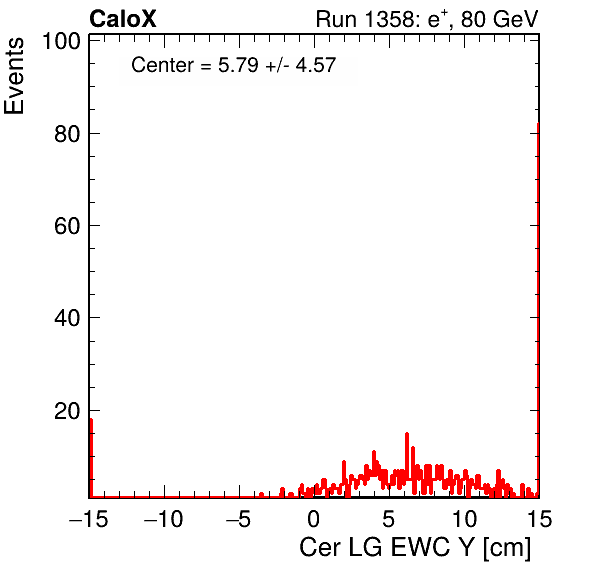 CaloX Run 1358: e⁺, 80 GeV
Center = 5.79 +/- 4.57
Events
100
80
60
40
20
−15 −10 −5 0 5 10 15
Cer LG EWC Y [cm]